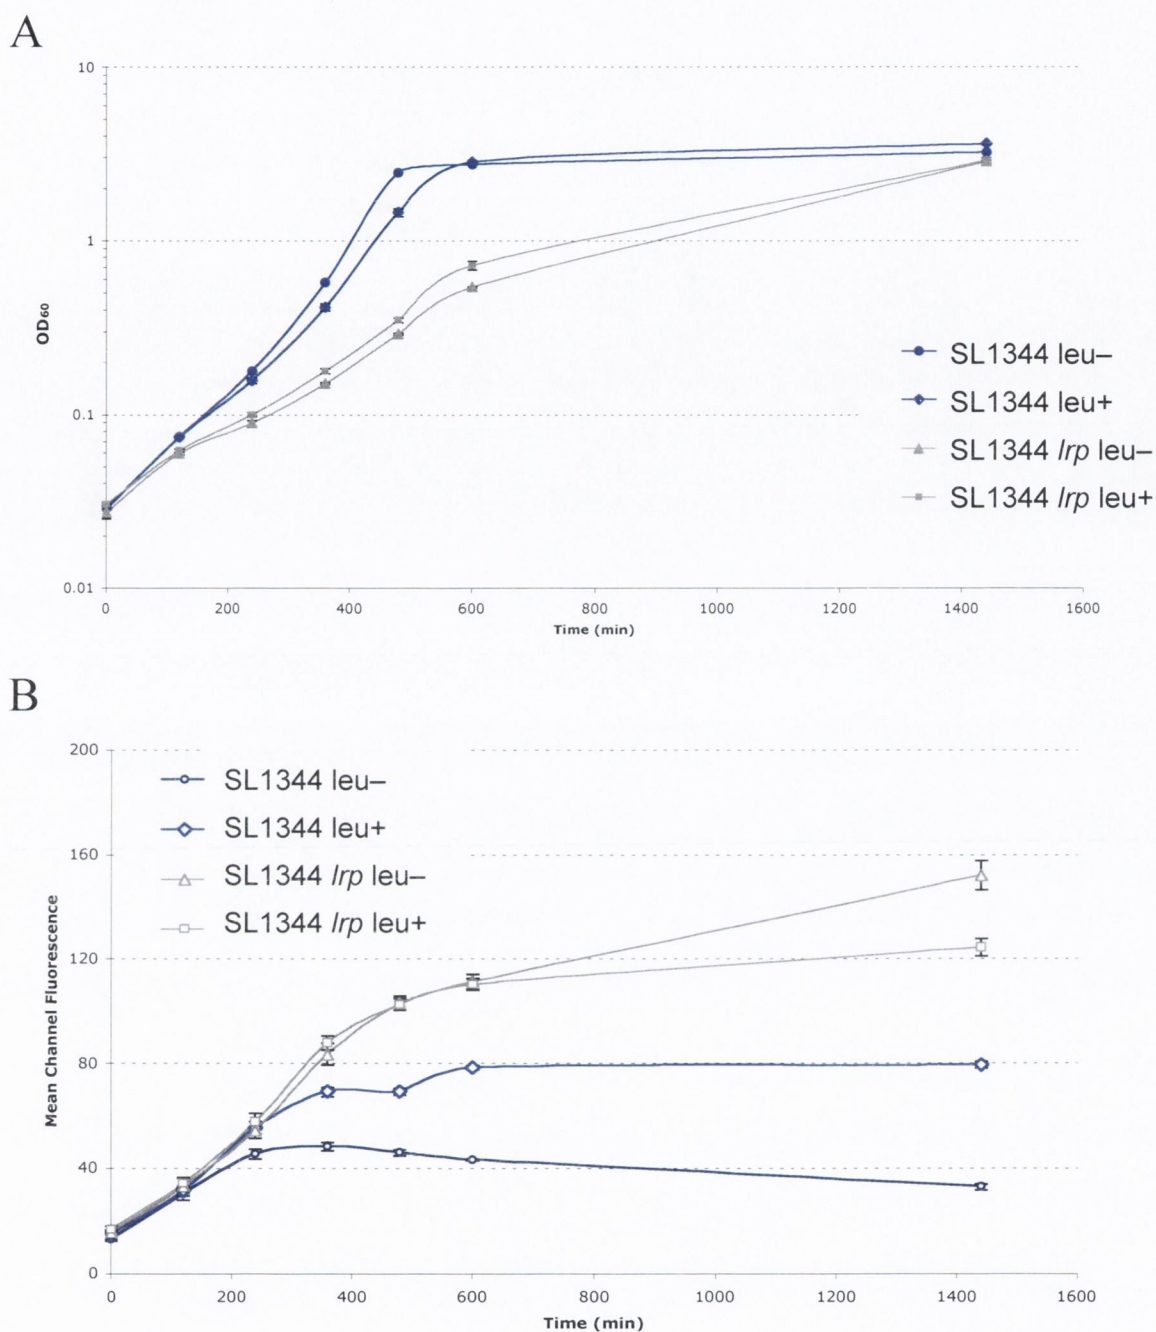 A
10
1
0.1
0.01
OD60
0
200
400
600
800
1000
1200
1400
1600
Time (min)
SL1344 leu–
SL1344 leu+
SL1344 lrp leu–
SL1344 lrp leu+
B
200
160
120
80
40
0
Mean Channel Fluorescence
SL1344 leu–
SL1344 leu+
SL1344 lrp leu–
SL1344 lrp leu+
0
200
400
600
800
1000
1200
1400
1600
Time (min)